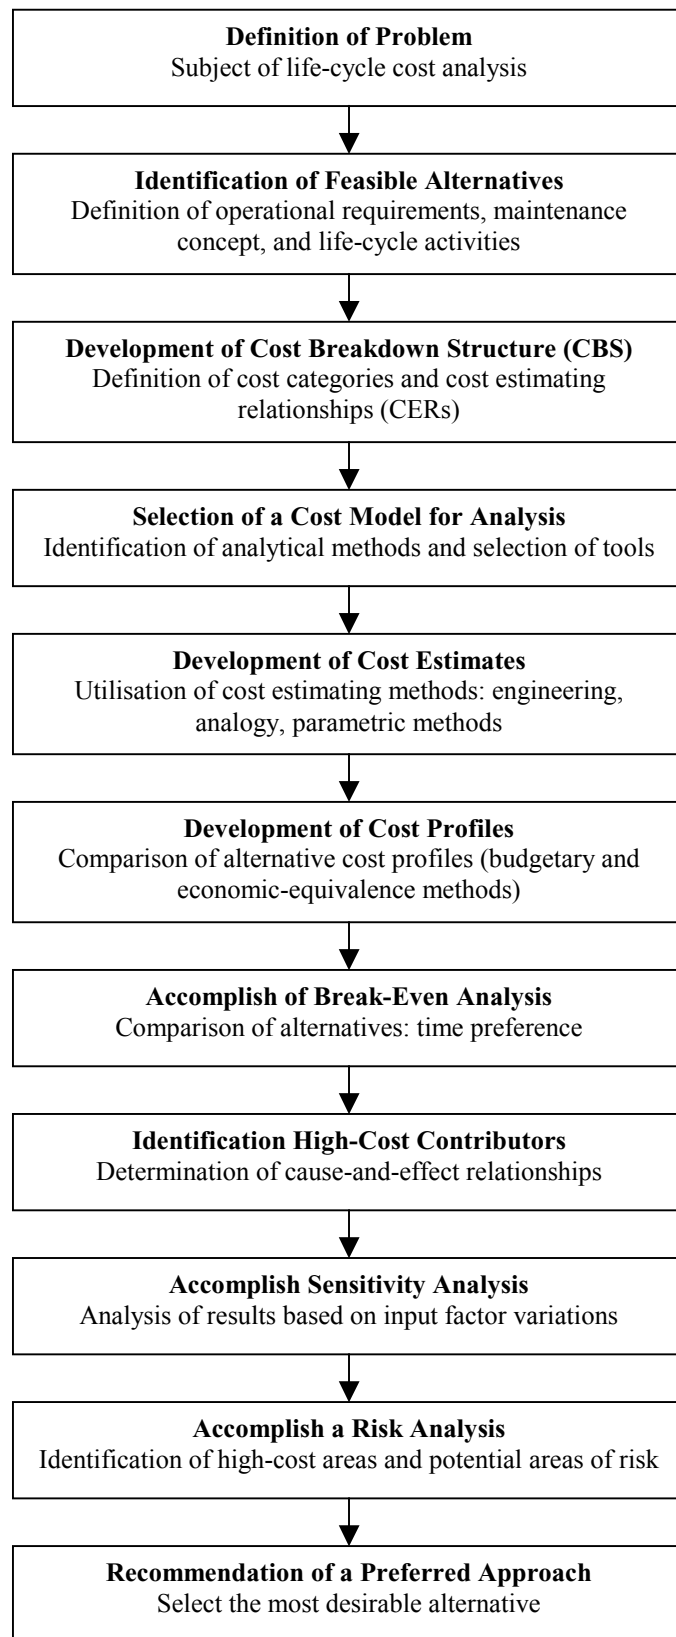 Definition of Problem
Subject of life-cycle cost analysis
Identification of Feasible Alternatives
Definition of operational requirements, maintenance
concept, and life-cycle activities
Development of Cost Breakdown Structure (CBS)
Definition of cost categories and cost estimating
relationships (CERs)
Selection of a Cost Model for Analysis
Identification of analytical methods and selection of tools
Development of Cost Estimates
Utilisation of cost estimating methods: engineering,
analogy, parametric methods
Development of Cost Profiles
Comparison of alternative cost profiles (budgetary and
economic-equivalence methods)
Accomplish of Break-Even Analysis
Comparison of alternatives: time preference
Identification High-Cost Contributors
Determination of cause-and-effect relationships
Accomplish Sensitivity Analysis
Analysis of results based on input factor variations
Accomplish a Risk Analysis
Identification of high-cost areas and potential areas of risk
Recommendation of a Preferred Approach
Select the most desirable alternative